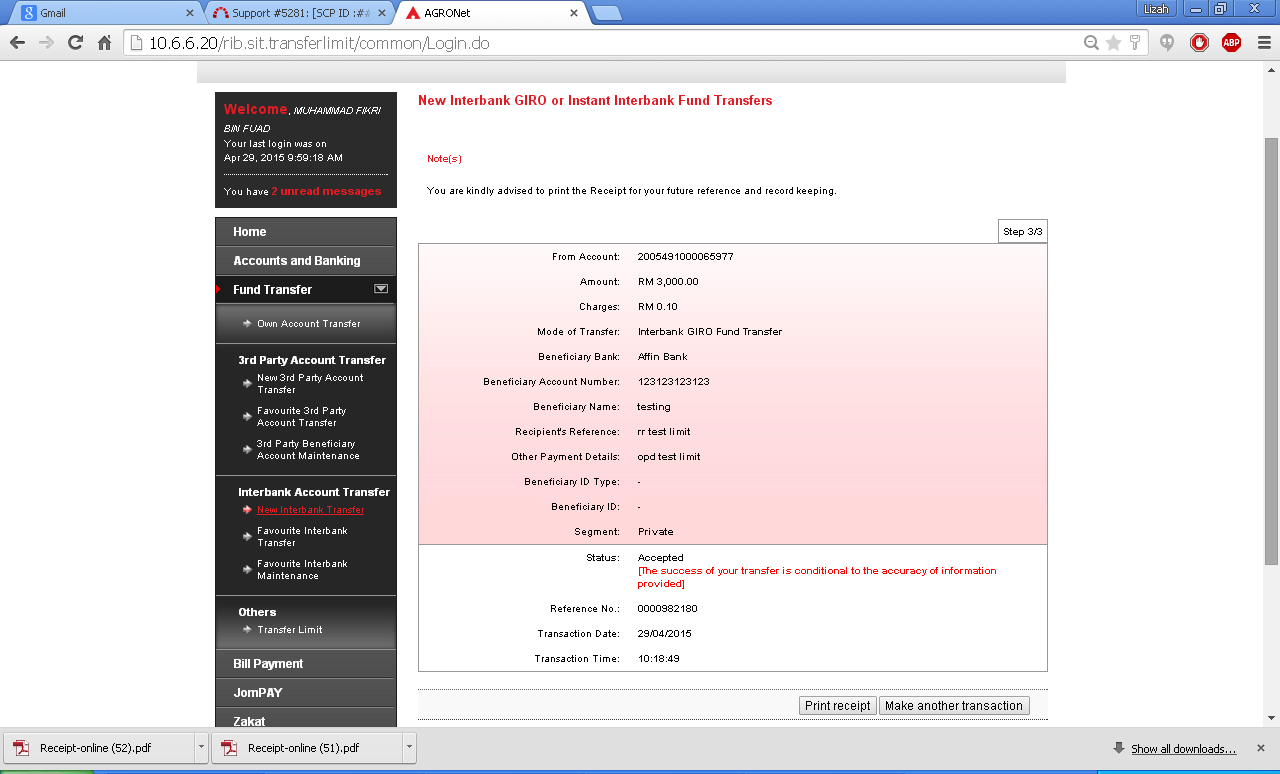 Gmail
Support #5281: [SCP ID :##
AGRONet
Lizah
10.6.6.20/rib.sit.transferlimit/common/Login.do
ABP
Welcome, MUHAMMAD FIKRI
BIN FUAD
Your last login was on
Apr 29, 2015 9:59:18 AM
You have 2 unread messages
Home
Accounts and Banking
Fund Transfer
Own Account Transfer
3rd Party Account Transfer
New 3rd Party Account
Transfer
Favourite 3rd Party
Account Transfer
3rd Party Beneficiary
Account Maintenance
Interbank Account Transfer
New Interbank Transfer
Favourite Interbank
Transfer
Favourite Interbank
Maintenance
Others
Transfer Limit
Bill Payment
JomPAY
Zakat
New Interbank GIRO or Instant Interbank Fund Transfers
Note(s)
You are kindly advised to print the Receipt for your future reference and record keeping.
Step 3/3
From Account: 2005491000065977
Amount: RM 3,000.00
Charges: RM 0.10
Mode of Transfer: Interbank GIRO Fund Transfer
Beneficiary Bank: Affin Bank
Beneficiary Account Number: 123123123123
Beneficiary Name: testing
Recipient's Reference: rr test limit
Other Payment Details: opd test limit
Beneficiary ID Type: -
Beneficiary ID: -
Segment: Private
Status: Accepted
[The success of your transfer is conditional to the accuracy of information
provided]
Reference No.: 0000982180
Transaction Date: 29/04/2015
Transaction Time: 10:18:49
Print receipt Make another transaction
Receipt-online (52).pdf
Receipt-online (51).pdf
Show all downloads...